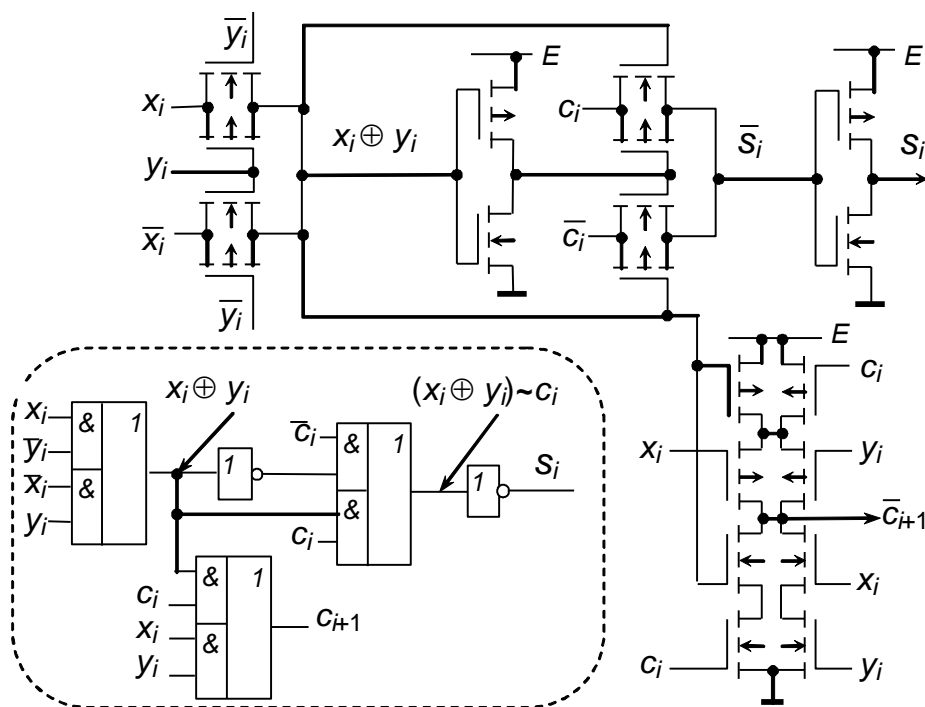 y̅ᵢ
E
E
xᵢ
cᵢ
xᵢ ⊕ yᵢ
s̅ᵢ
sᵢ
yᵢ
x̅ᵢ
c̅ᵢ
y̅ᵢ
E
xᵢ ⊕ yᵢ
(xᵢ ⊕ yᵢ)~cᵢ
cᵢ
xᵢ
&
1
c̅ᵢ
&
1
y̅ᵢ
xᵢ
yᵢ
x̅ᵢ
&
1
1
sᵢ
yᵢ
&
c̅ᵢ₊₁
cᵢ
&
1
cᵢ
xᵢ
cᵢ₊₁
xᵢ
&
yᵢ
cᵢ
yᵢ